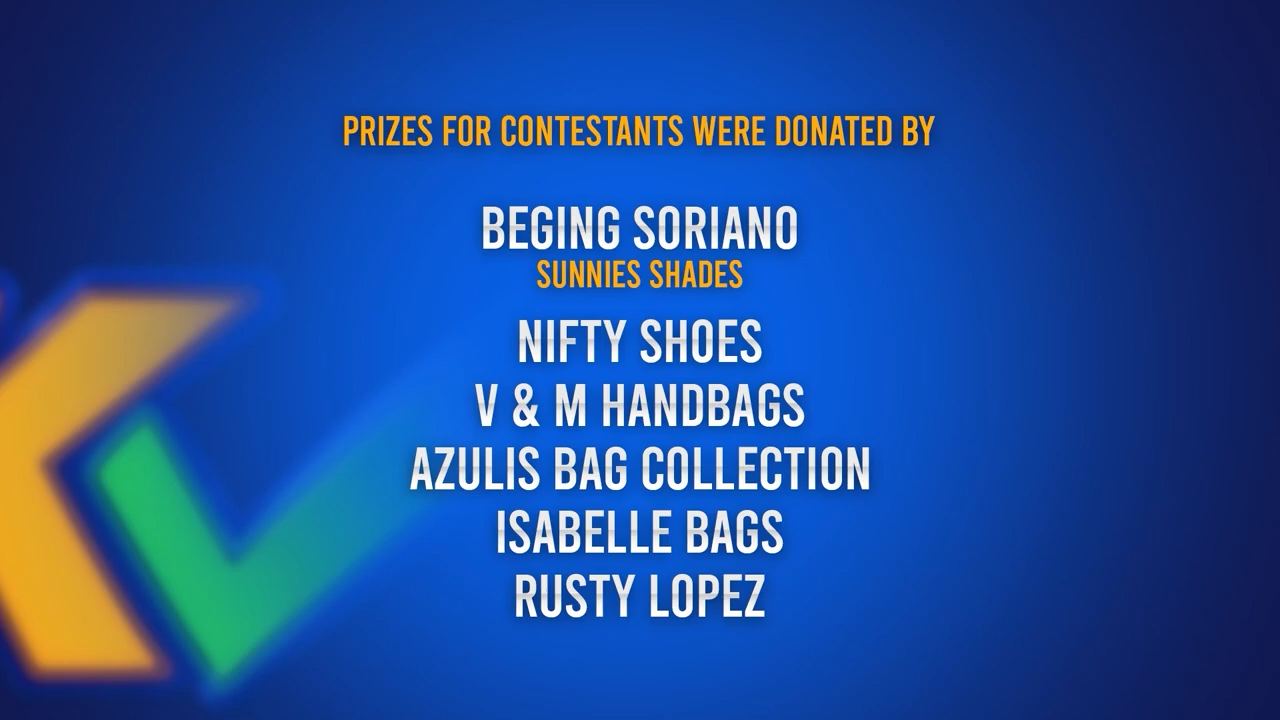 PRIZES FOR CONTESTANTS WERE DONATED BY
BEGING SORIANO
SUNNIES SHADES
NIFTY SHOES
V & M HANDBAGS
AZULIS BAG COLLECTION
ISABELLE BAGS
RUSTY LOPEZ